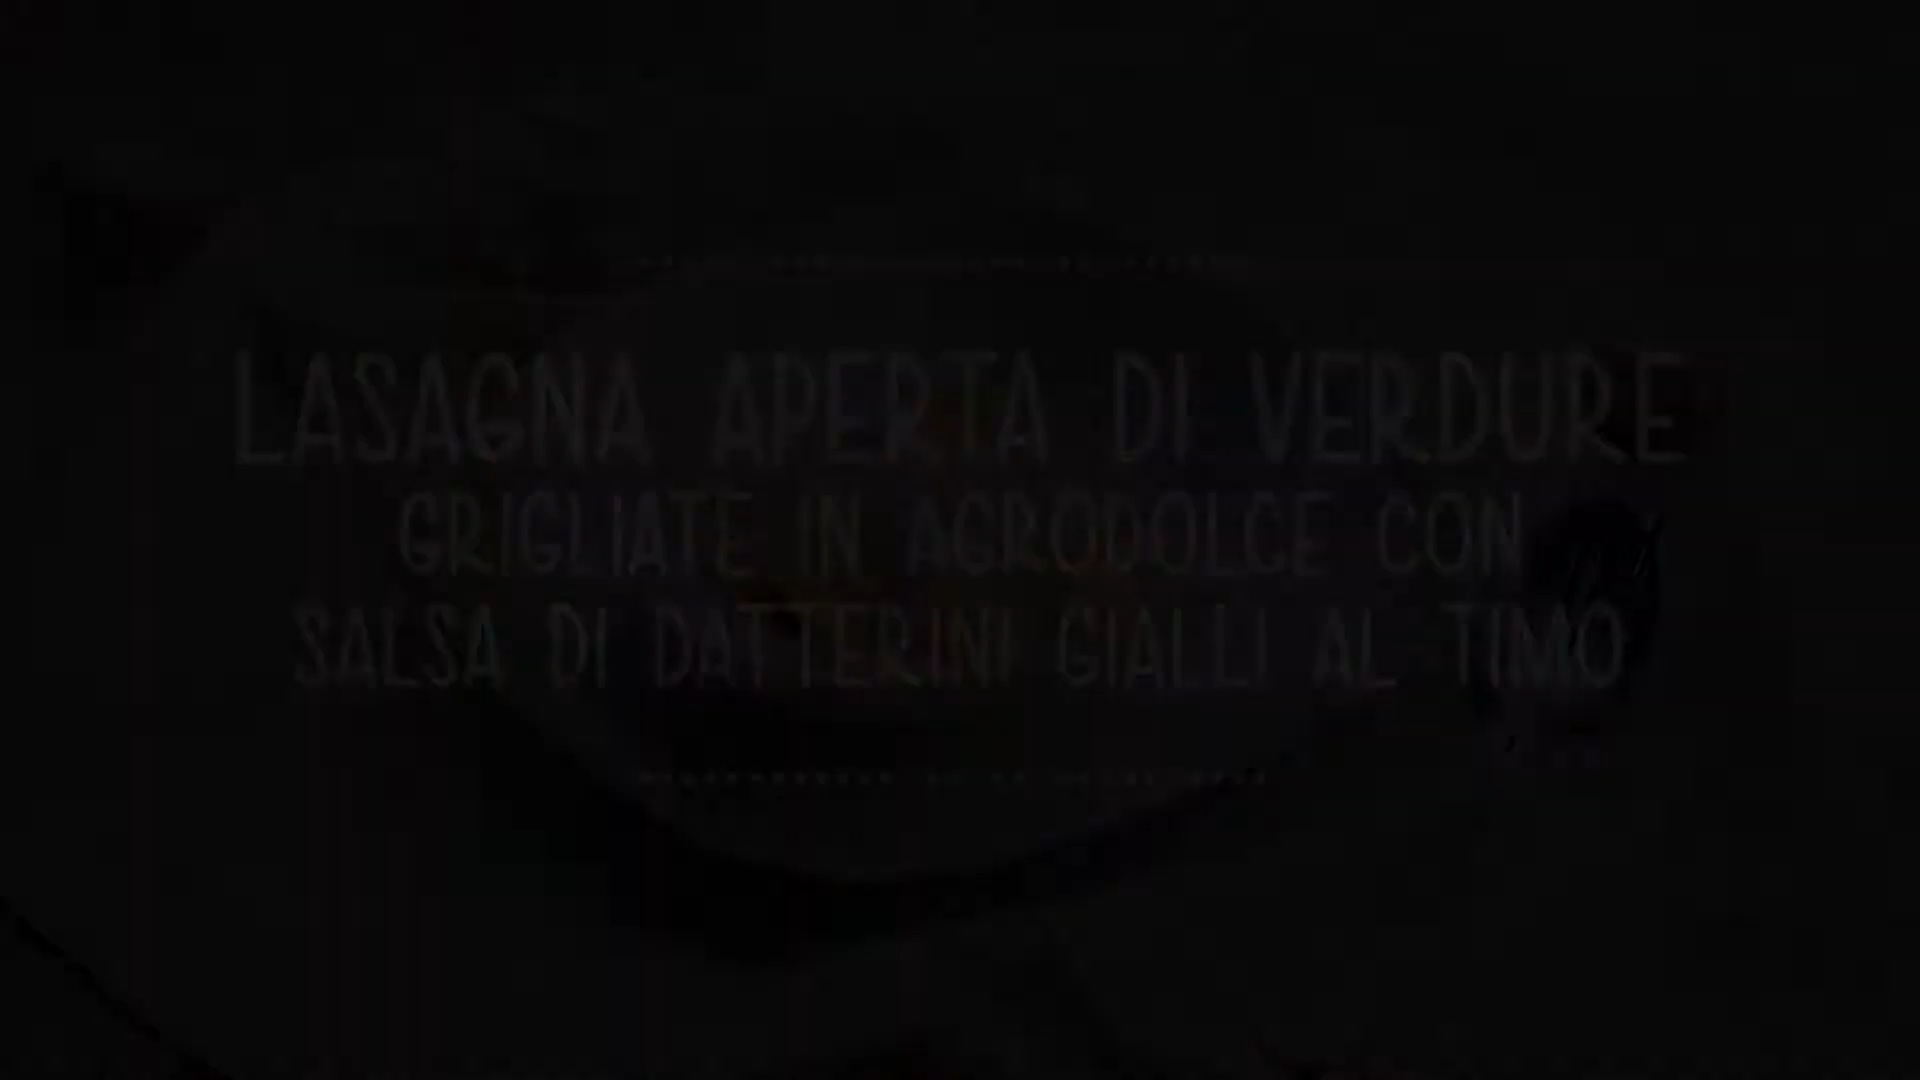 LASAGNA APERTA DI VERDURE
GRIGLIATE IN AGRODOLCE CON
SALSA DI DATTERINI GIALLI AL TIMO